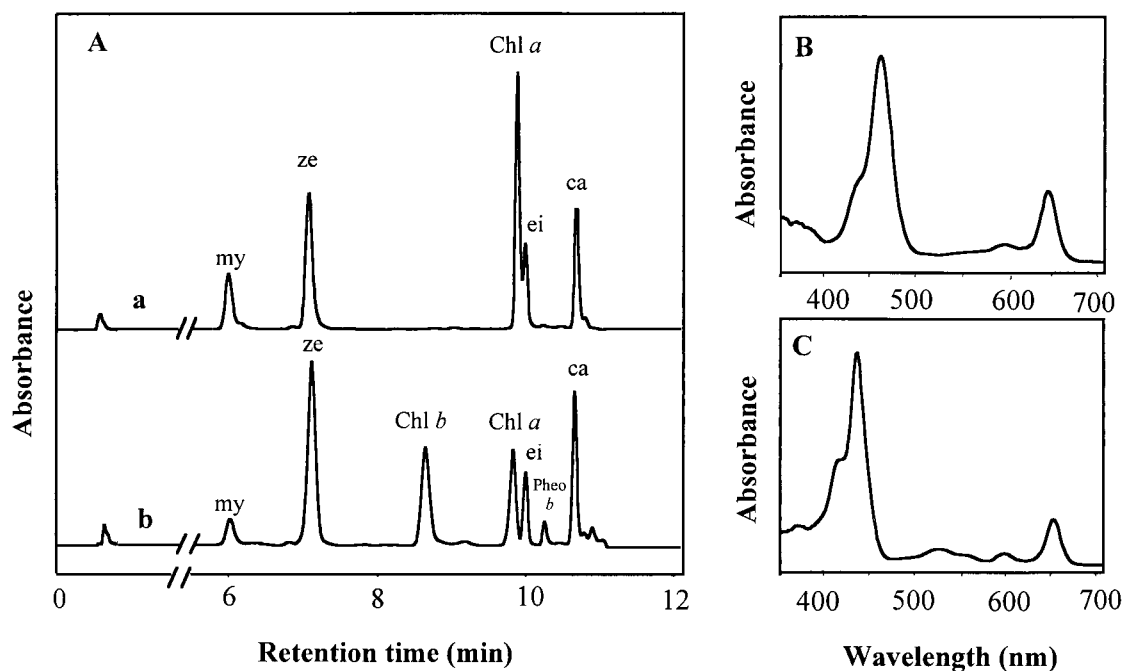 A
Chl a
ze
ca
ei
my
a
ze
ca
Chl b
Chl a
ei
Pheo
b
my
b
0 6 8 10 12
Retention time (min)
Absorbance
B
Absorbance
400 500 600 700
C
Absorbance
400 500 600 700
Wavelength (nm)